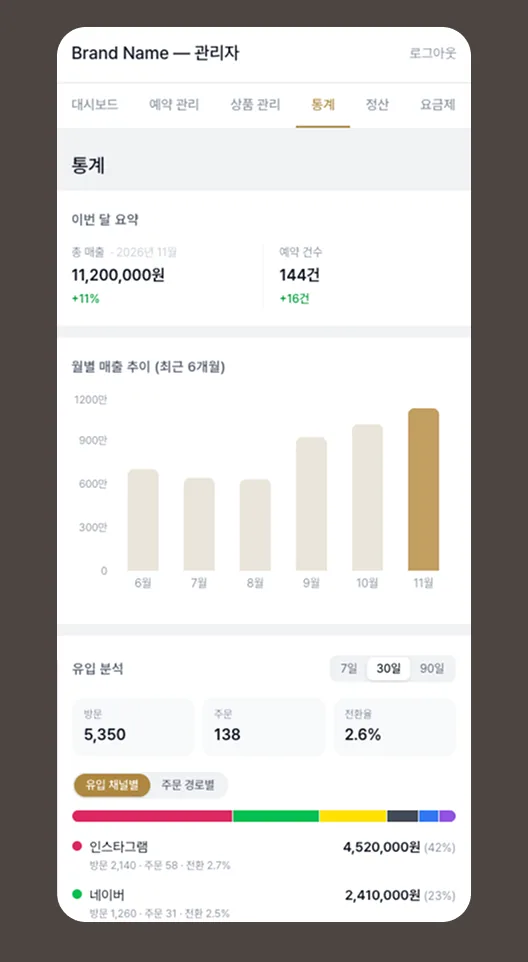 Brand Name — 관리자 로그아웃
대시보드 예약 관리 상품 관리 통계 정산 요금제
통계
이번 달 요약
총 매출 · 2026년 11월 예약 건수
11,200,000원 144건
+11% +16건
월별 매출 추이 (최근 6개월)
1200만
900만
600만
300만
0
6월 7월 8월 9월 10월 11월
유입 분석 7일 30일 90일
방문 주문 전환율
5,350 138 2.6%
유입 채널별 주문 경로별
인스타그램 4,520,000원 (42%)
방문 2,140 · 주문 58 · 전환 2.7%
네이버 2,410,000원 (23%)
방문 1,260 · 주문 31 · 전환 2.5%